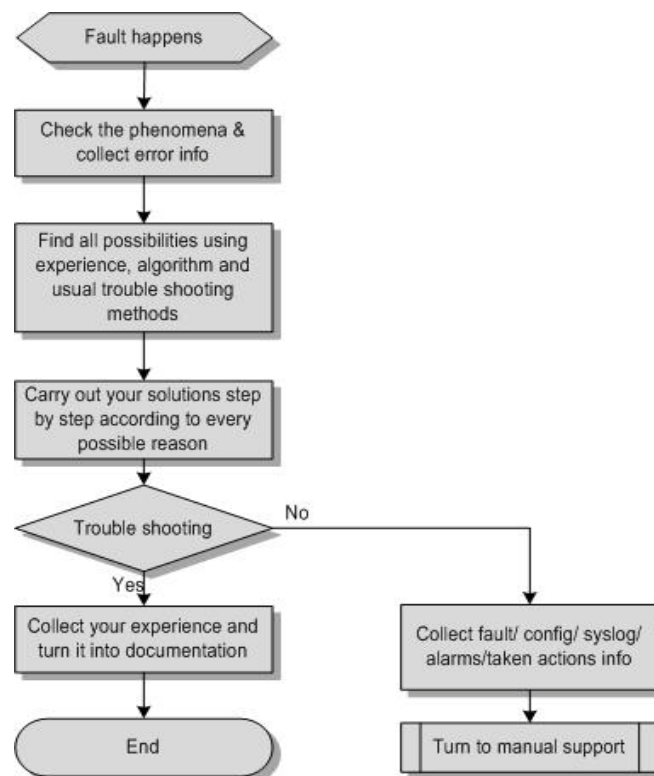 Fault happens
Check the phenomena &
collect error info
Find all possibilities using
experience, algorithm and
usual trouble shooting
methods
Carry out your solutions step
by step according to every
possible reason
Trouble shooting
No
Yes
Collect your experience and
turn it into documentation
Collect fault/ config/ syslog/
alarms/taken actions info
End
Turn to manual support